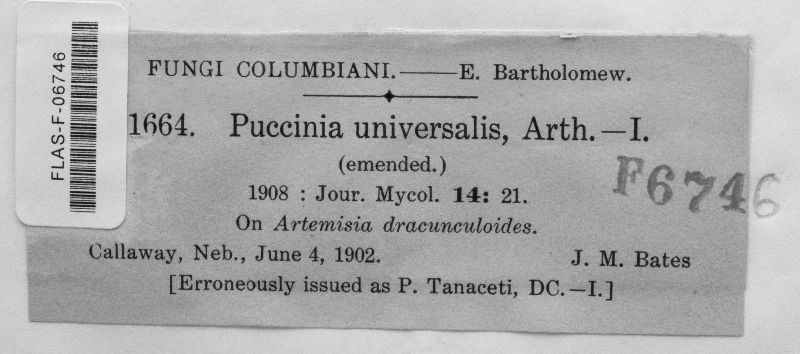 FLAS-F-06746
FUNGI COLUMBIANI.——E. Bartholomew.
1664. Puccinia universalis, Arth.—I.
(emended.)
1908 : Jour. Mycol. 14: 21.
F6746
On Artemisia dracunculoides.
Callaway, Neb., June 4, 1902. J. M. Bates
[Erroneously issued as P. Tanaceti, DC.—I.]